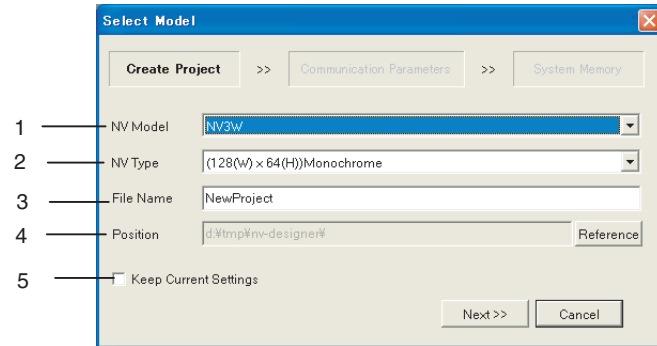 Select Model
Create Project >> Communication Parameters >> System Memory
1 NV Model NV3W
2 NV Type (128(W) × 64(H))Monochrome
3 File Name NewProject
4 Position d:¥tmp¥nv-designer¥ Reference
5 Keep Current Settings
Next >> Cancel